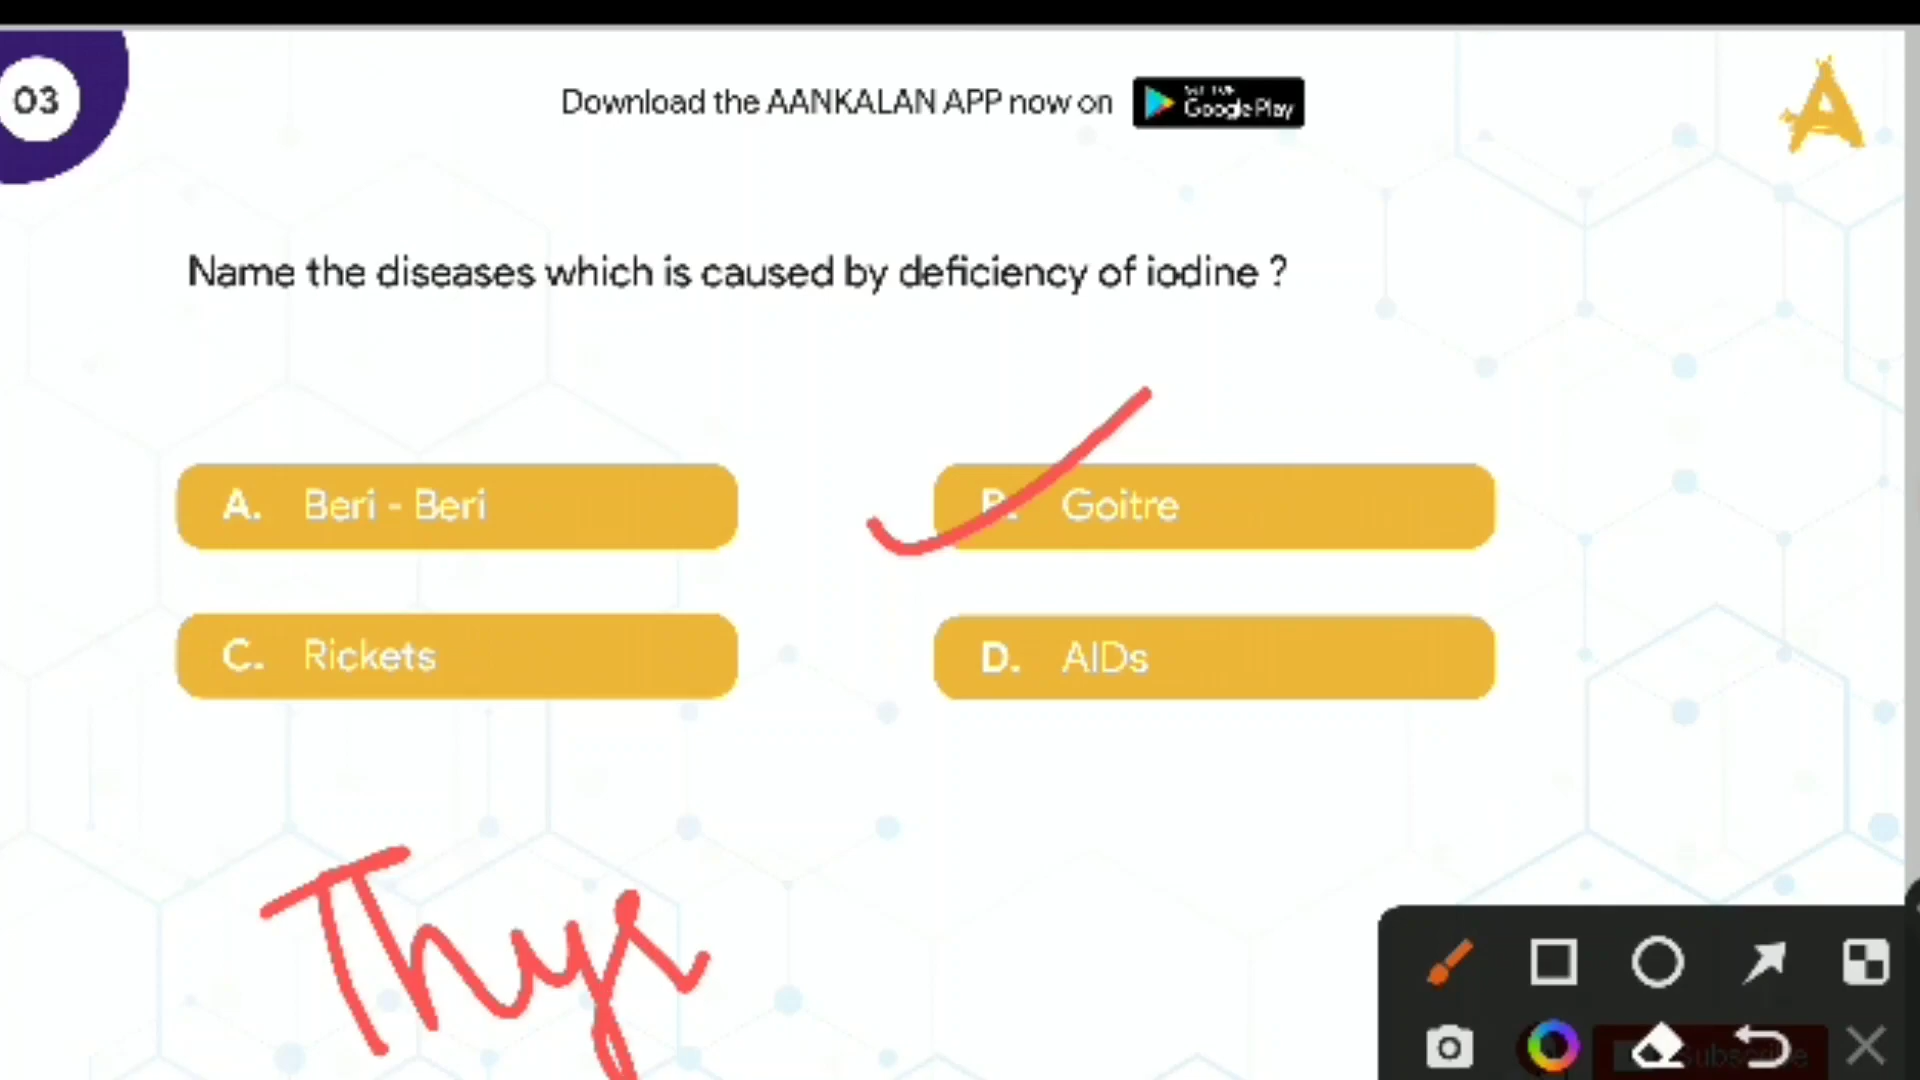 03
Download the AANKALAN APP now on
GET IT ON
Google Play
Name the diseases which is caused by deficiency of iodine ?
A. Beri - Beri
B. Goitre
C. Rickets
D. AIDs
Thyr
Subscribe